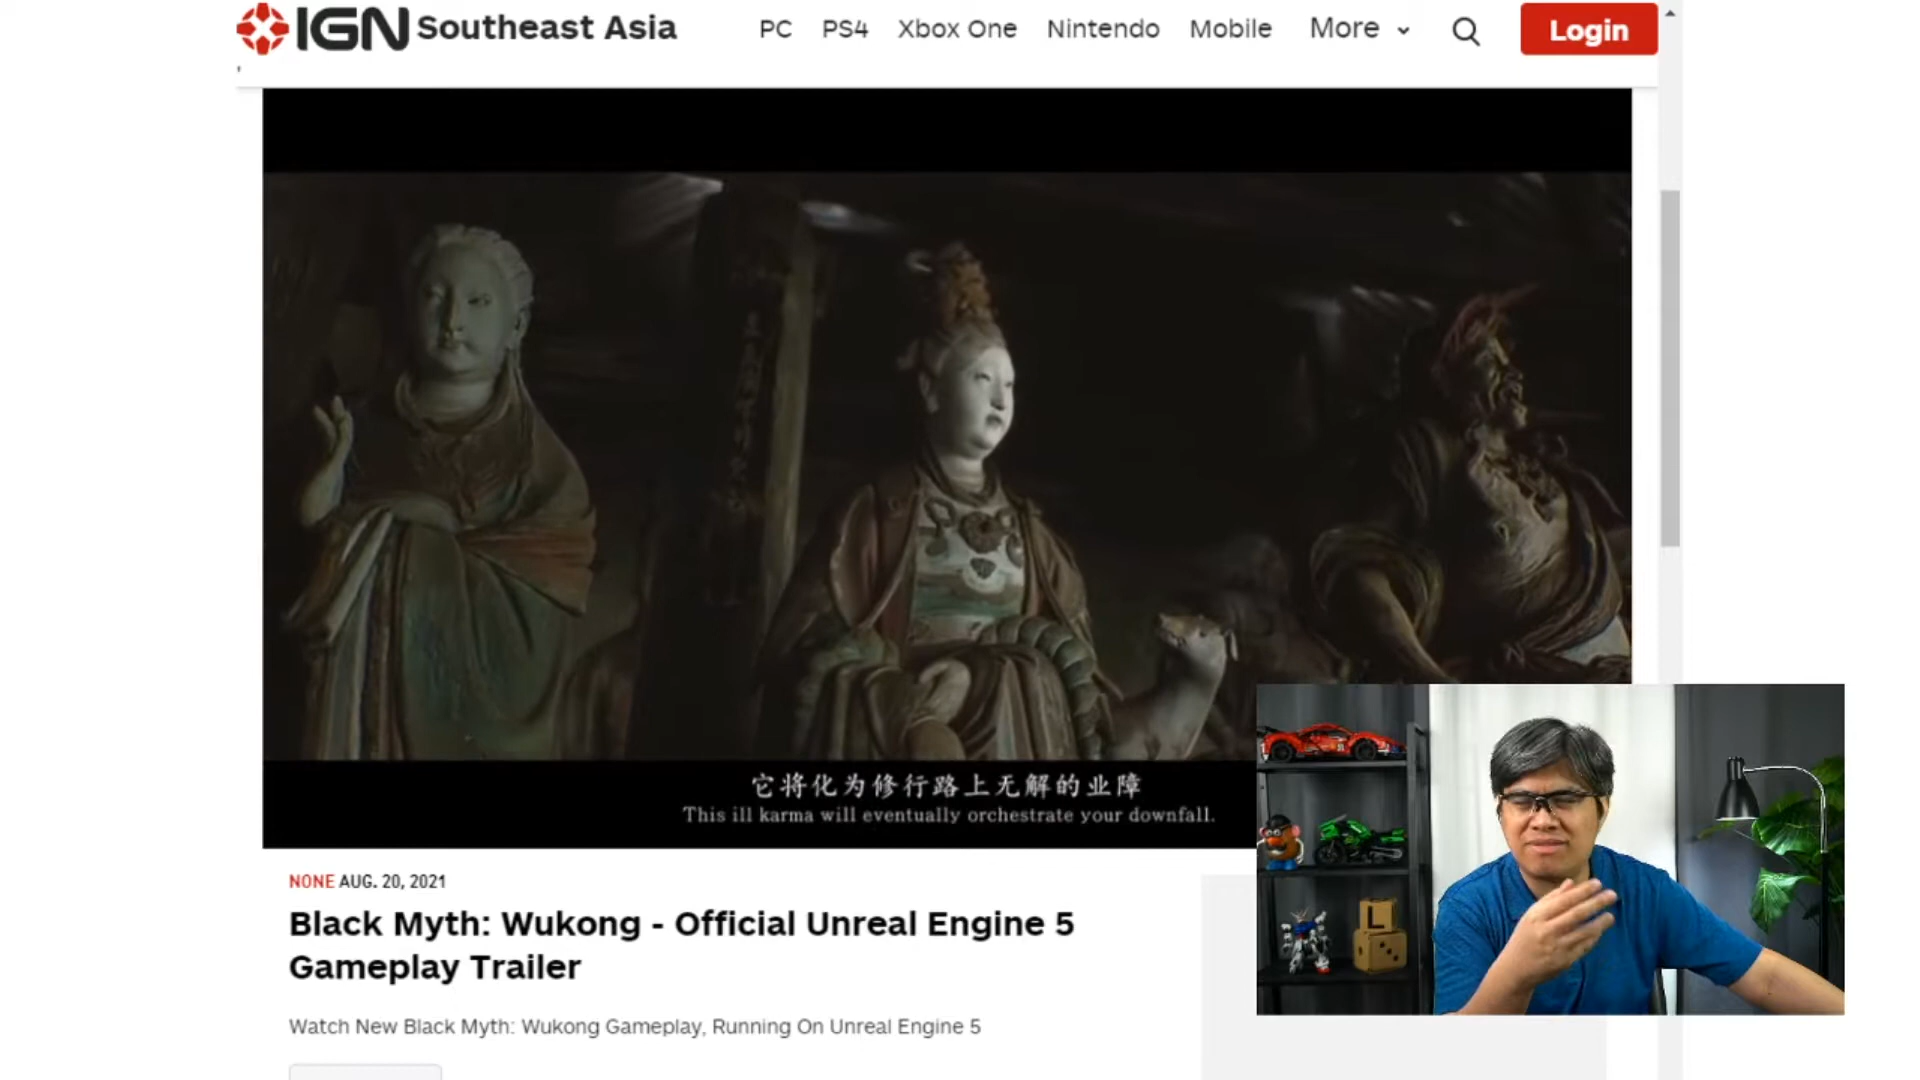 IGN Southeast Asia
PC PS4 Xbox One Nintendo Mobile More Login
它将化为修行路上无解的业障
This ill karma will eventually orchestrate your downfall.
NONE AUG. 20, 2021
Black Myth: Wukong - Official Unreal Engine 5
Gameplay Trailer
Watch New Black Myth: Wukong Gameplay, Running On Unreal Engine 5
L